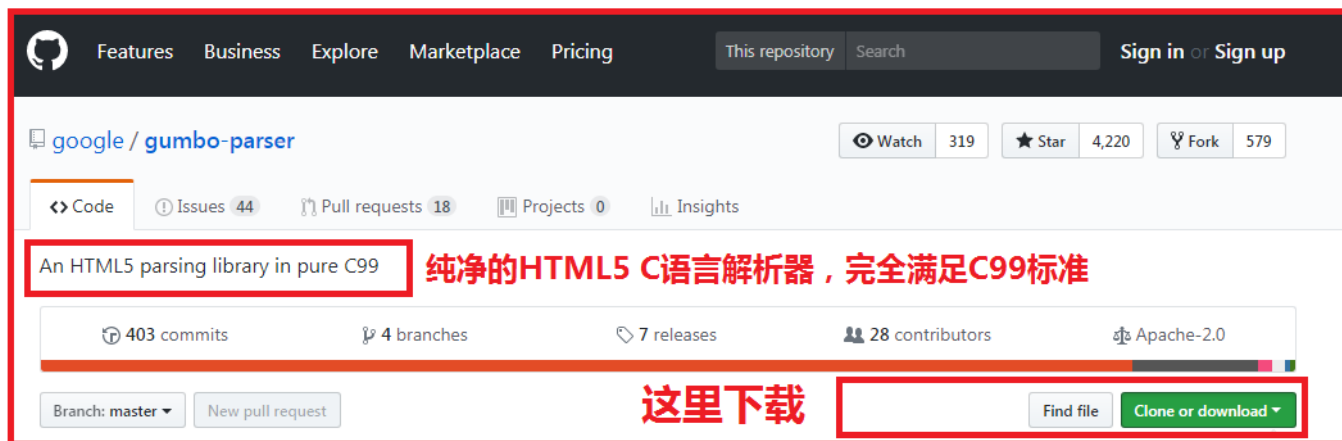 Features Business Explore Marketplace Pricing This repository Search Sign in or Sign up
google / gumbo-parser Watch 319 Star 4,220 Fork 579
Code Issues 44 Pull requests 18 Projects 0 Insights
An HTML5 parsing library in pure C99 纯净的HTML5 C语言解析器，完全满足C99标准
403 commits 4 branches 7 releases 28 contributors Apache-2.0
Branch: master New pull request 这里下载 Find file Clone or download